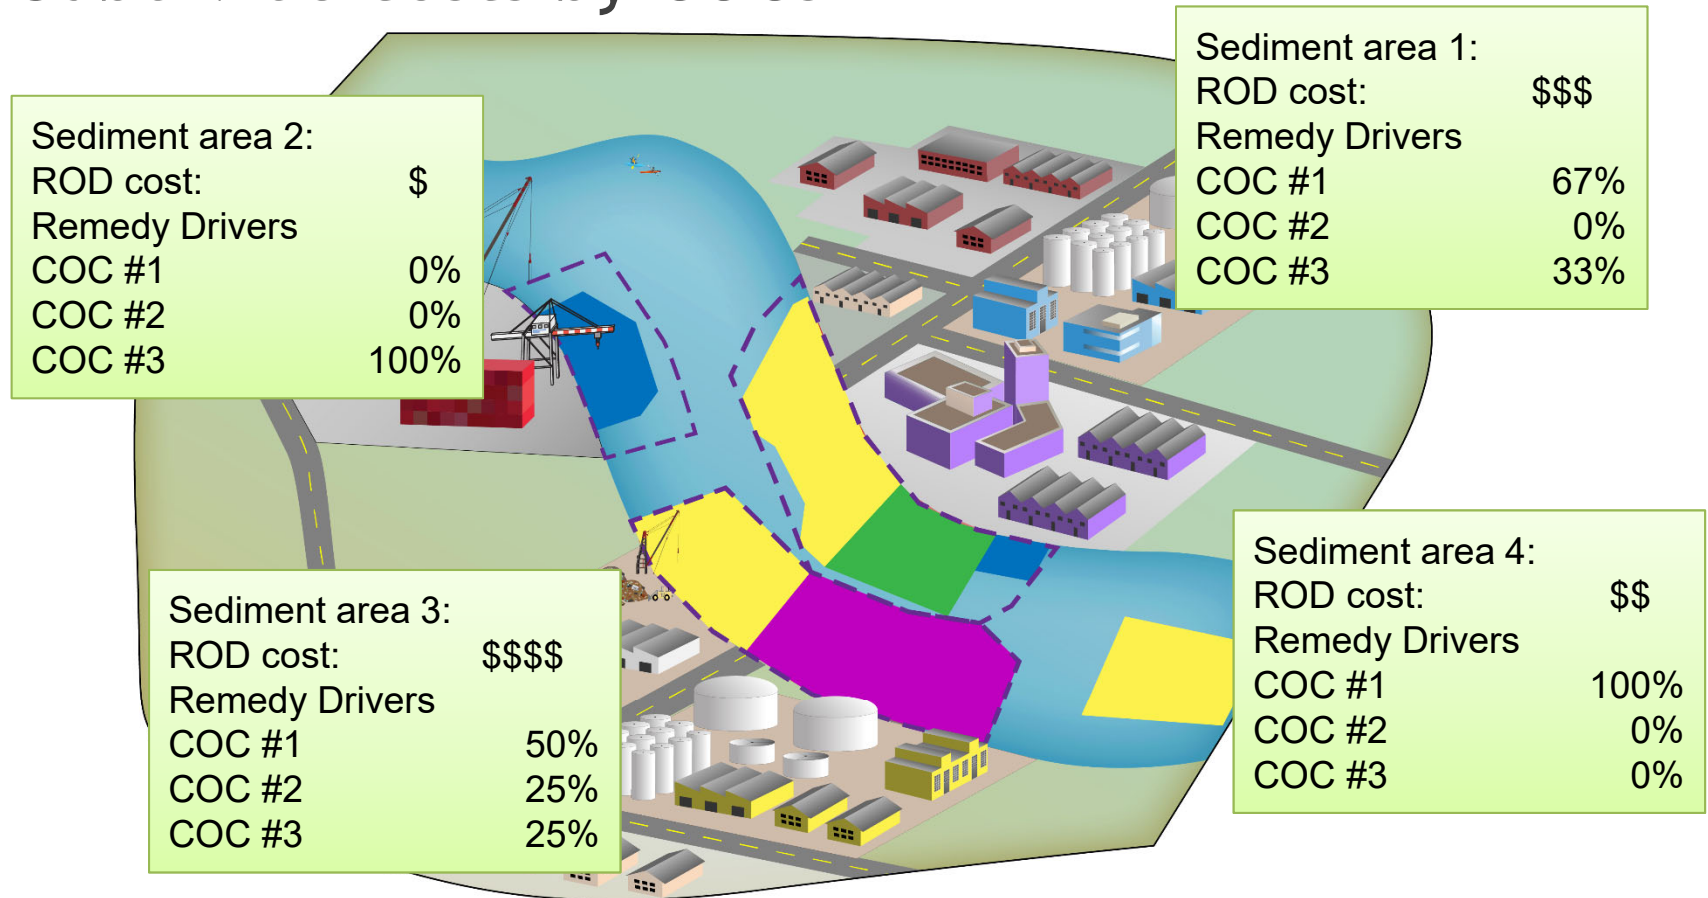 Sediment area 1:
ROD cost: $$$
Remedy Drivers
COC #1 67%
COC #2 0%
COC #3 33%
Sediment area 2:
ROD cost: $
Remedy Drivers
COC #1 0%
COC #2 0%
COC #3 100%
Sediment area 3:
ROD cost: $$$$
Remedy Drivers
COC #1 50%
COC #2 25%
COC #3 25%
Sediment area 4:
ROD cost: $$
Remedy Drivers
COC #1 100%
COC #2 0%
COC #3 0%